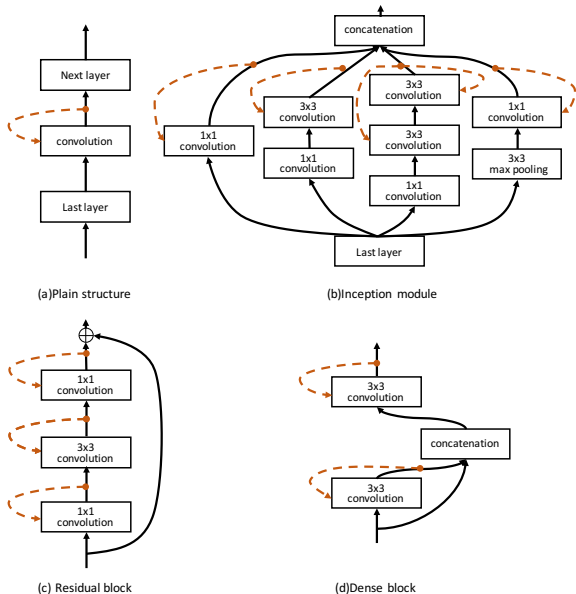 Next layer
convolution
Last layer
(a)Plain structure
concatenation
1x1
convolution
3x3
convolution
1x1
convolution
3x3
convolution
3x3
convolution
1x1
convolution
1x1
convolution
3x3
max pooling
Last layer
(b)Inception module
1x1
convolution
3x3
convolution
1x1
convolution
(c) Residual block
3x3
convolution
concatenation
3x3
convolution
(d)Dense block